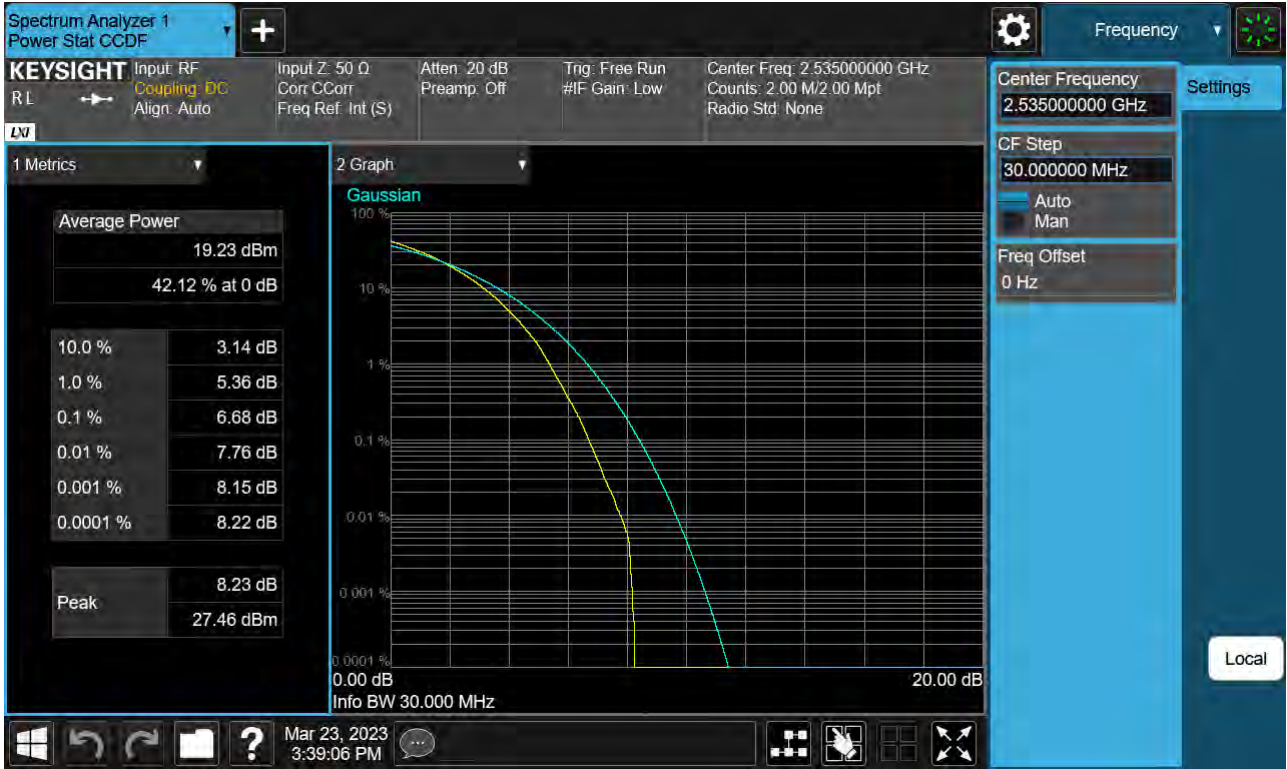 Spectrum Analyzer 1
Power Stat CCDF
Frequency
KEYSIGHT
R L
LXI
Input: RF
Coupling: DC
Align: Auto
Input Z: 50 Ω
Corr CCorr
Freq Ref: Int (S)
Atten: 20 dB
Preamp: Off
Trig: Free Run
#IF Gain: Low
Center Freq: 2.535000000 GHz
Counts: 2.00 M/2.00 Mpt
Radio Std: None
1 Metrics
Average Power
19.23 dBm
42.12 % at 0 dB
10.0 % 3.14 dB
1.0 % 5.36 dB
0.1 % 6.68 dB
0.01 % 7.76 dB
0.001 % 8.15 dB
0.0001 % 8.22 dB
Peak
8.23 dB
27.46 dBm
2 Graph
Gaussian
100 %
10 %
1 %
0.1 %
0.01 %
0.001 %
0.0001 %
0.00 dB 20.00 dB
Info BW 30.000 MHz
Center Frequency
2.535000000 GHz
CF Step
30.000000 MHz
Auto
Man
Freq Offset
0 Hz
Settings
Local
?
Mar 23, 2023
3:39:06 PM